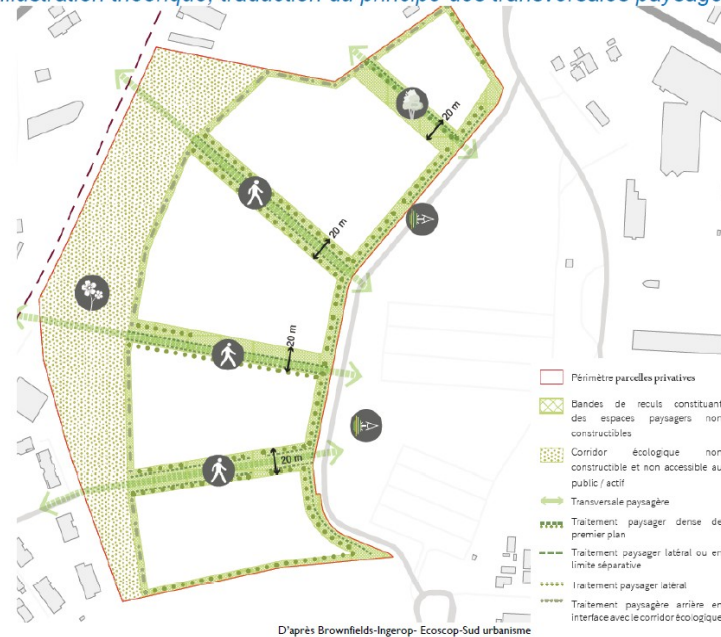 Illustration théorique, traduction du principe des transversales paysagè
20 m
20 m
20 m
20 m
Périmètre parcelles privatives
Bandes de reculs constituant
des espaces paysagers non
constructibles
Corridor écologique non
constructible et non accessible au
public / actif
Transversale paysagère
Traitement paysager dense de
premier plan
Traitement paysager latéral ou en
limite séparative
Traitement paysager latéral
Traitement paysagère arrière en
interface avec le corridor écologique
D'après Brownfields-Ingerop- Ecoscop-Sud urbanisme